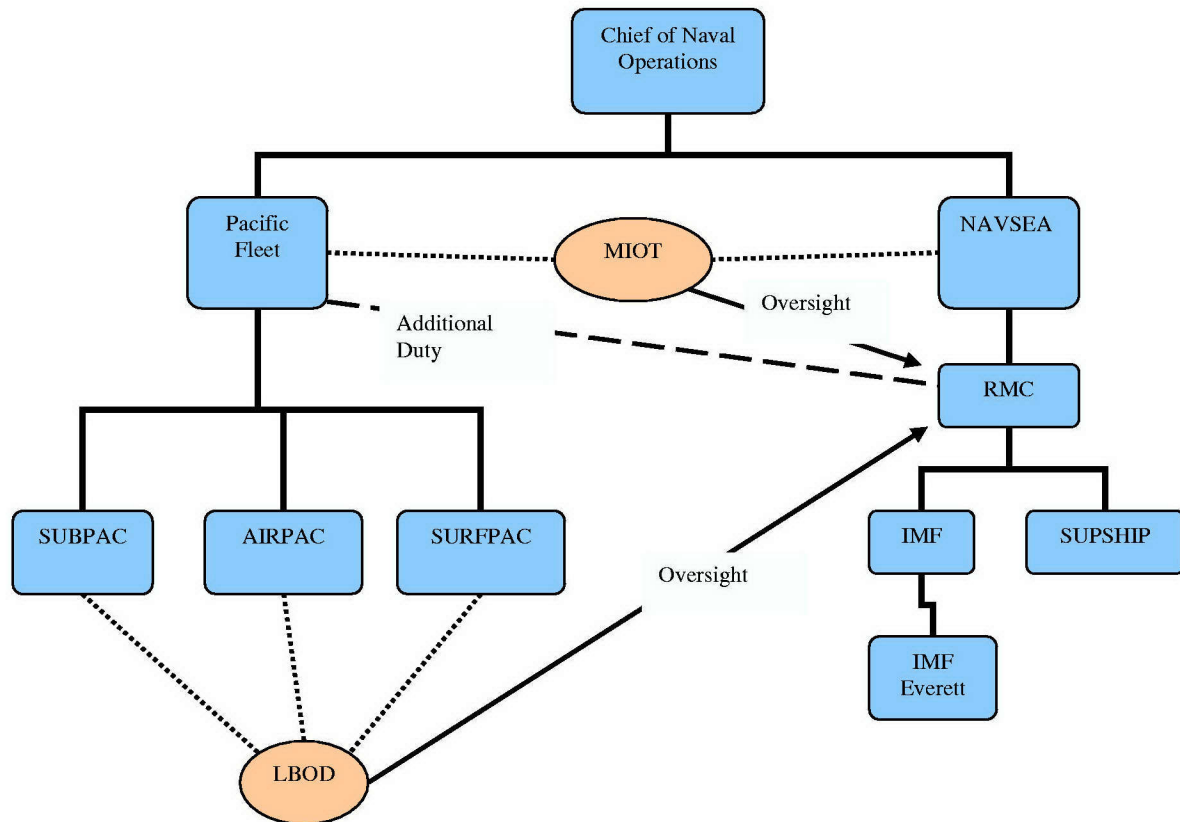 Chief of Naval
Operations
Pacific
Fleet
MIOT
NAVSEA
Oversight
Additional
Duty
RMC
SUBPAC
AIRPAC
SURFPAC
IMF
SUPSHIP
Oversight
IMF
Everett
LBOD